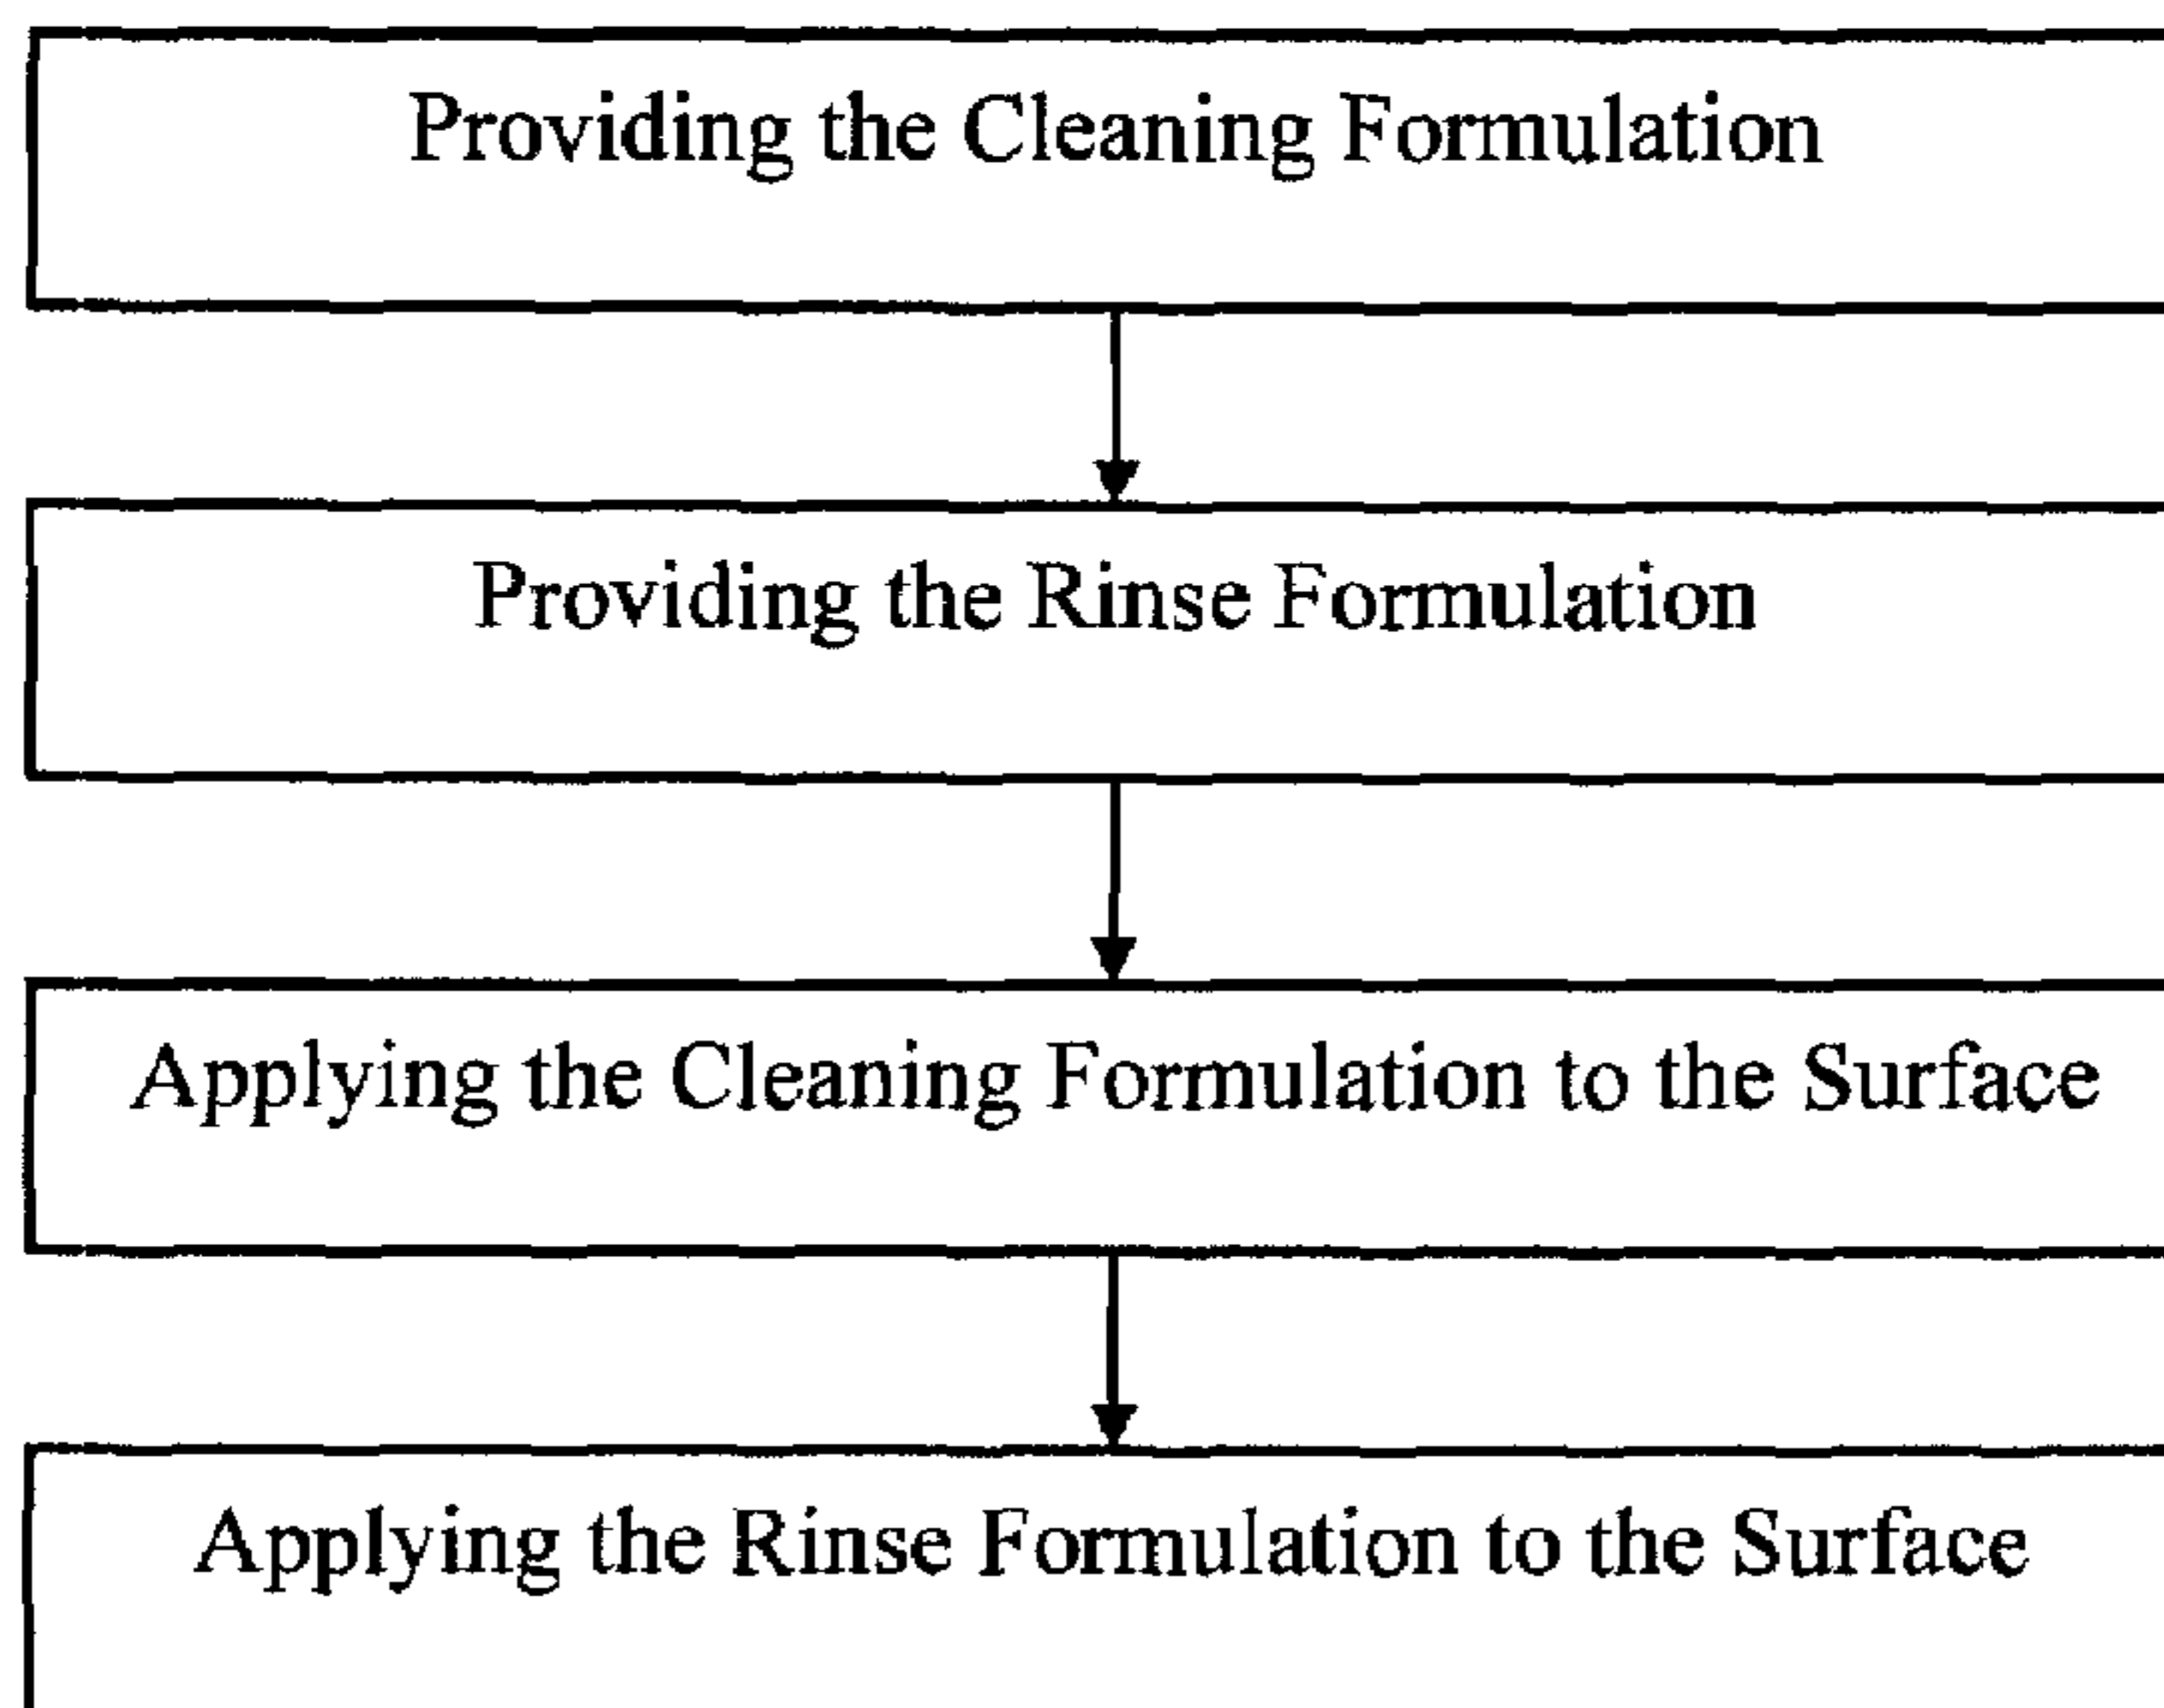 Providing the Cleaning Formulation
Providing the Rinse Formulation
Applying the Cleaning Formulation to the Surface
Applying the Rinse Formulation to the Surface